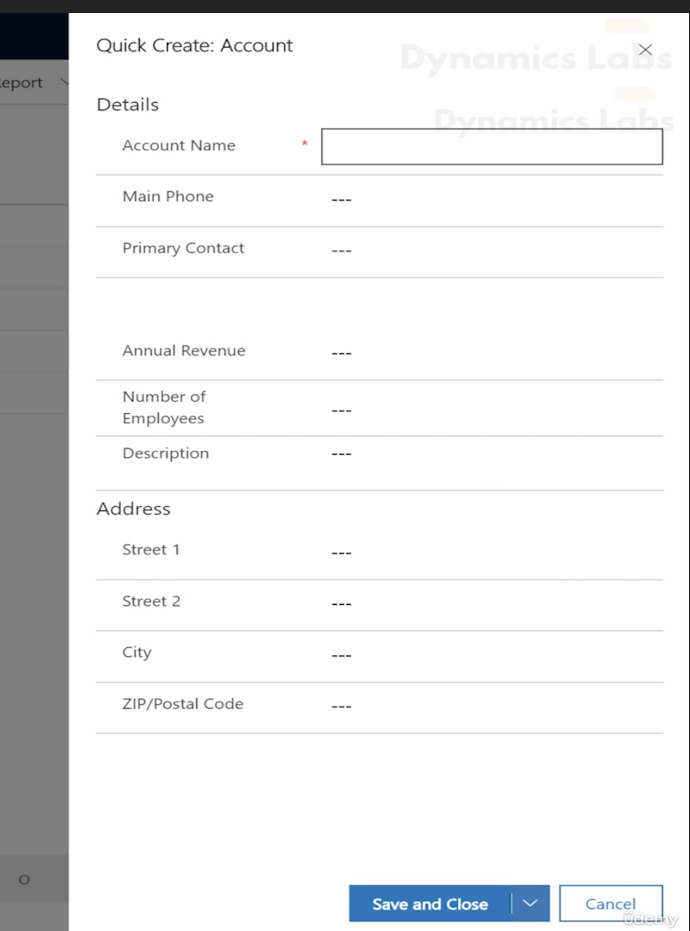 Quick Create: Account
Dynamics Labs
eport
Details
Dynamics Labs
Account Name *
Main Phone ---
Primary Contact ---
Annual Revenue ---
Number of
Employees ---
Description ---
Address
Street 1 ---
Street 2 ---
City ---
ZIP/Postal Code ---
O
Save and Close
Cancel
ûdemy